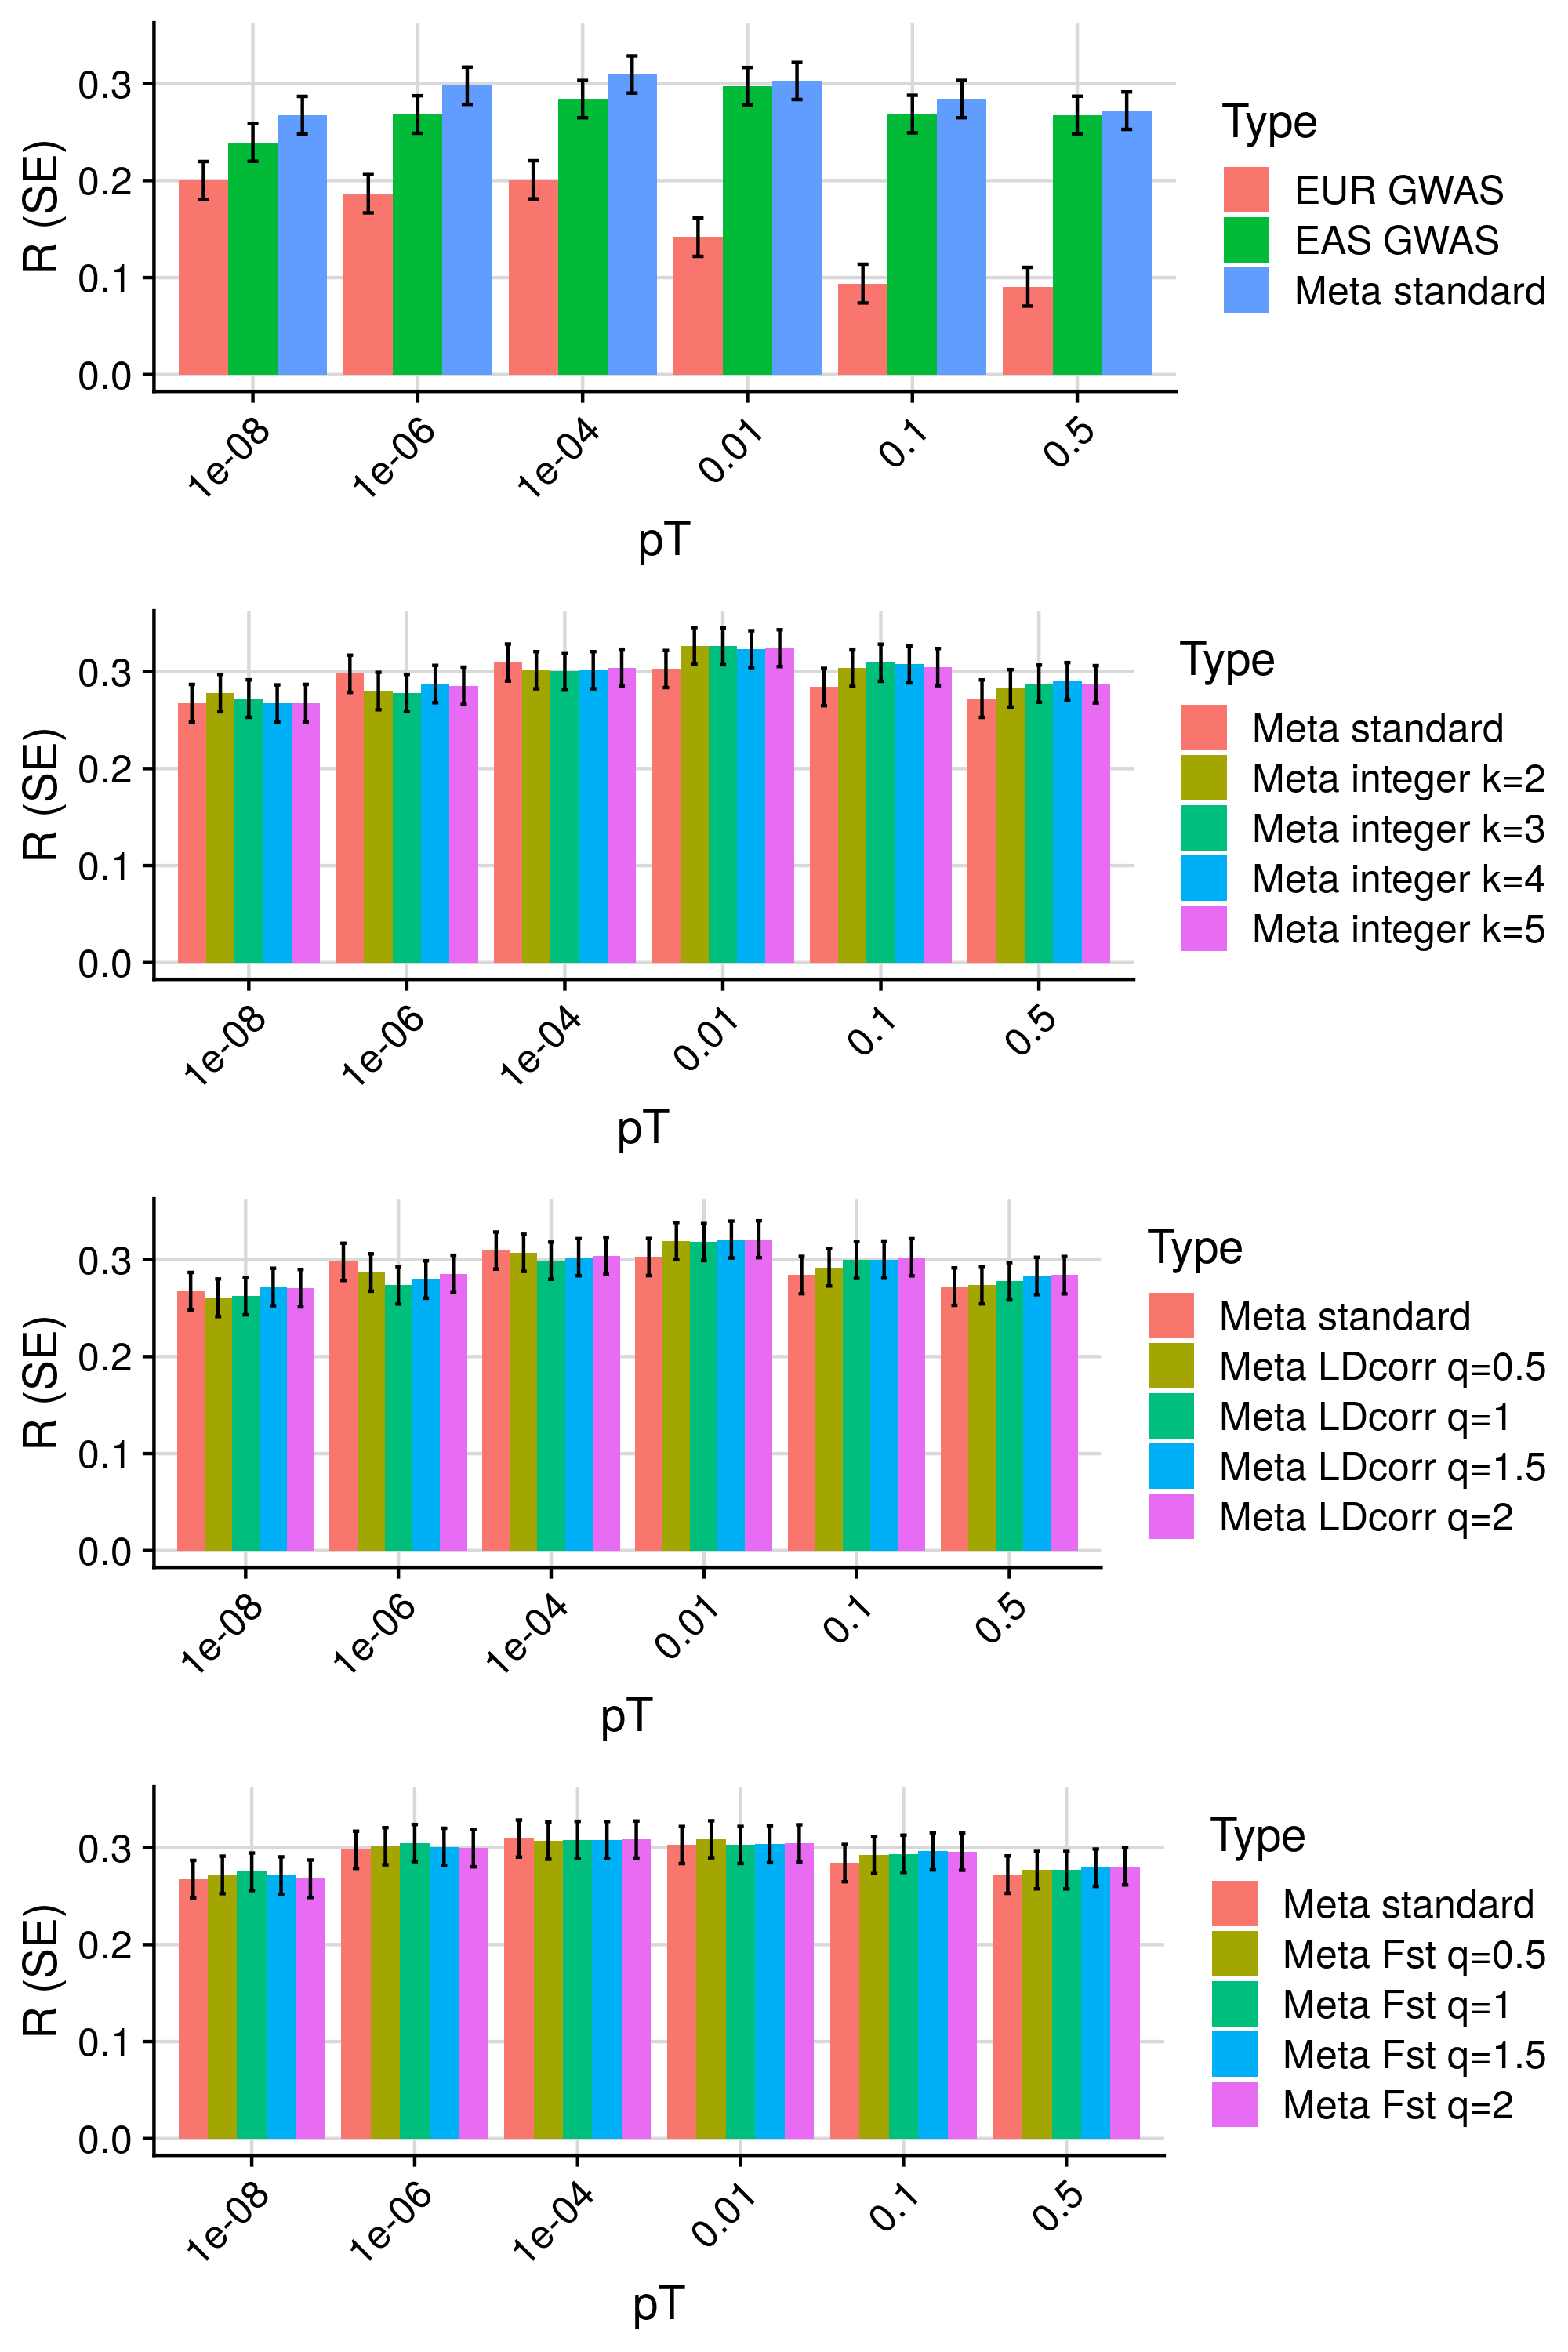 R (SE)
0.3
0.2
0.1
0.0
1e-08
1e-06
1e-04
0.01
0.1
0.5
pT
Type
EUR GWAS
EAS GWAS
Meta standard
R (SE)
0.3
0.2
0.1
0.0
1e-08
1e-06
1e-04
0.01
0.1
0.5
pT
Type
Meta standard
Meta integer k=2
Meta integer k=3
Meta integer k=4
Meta integer k=5
R (SE)
0.3
0.2
0.1
0.0
1e-08
1e-06
1e-04
0.01
0.1
0.5
pT
Type
Meta standard
Meta LDcorr q=0.5
Meta LDcorr q=1
Meta LDcorr q=1.5
Meta LDcorr q=2
R (SE)
0.3
0.2
0.1
0.0
1e-08
1e-06
1e-04
0.01
0.1
0.5
pT
Type
Meta standard
Meta Fst q=0.5
Meta Fst q=1
Meta Fst q=1.5
Meta Fst q=2